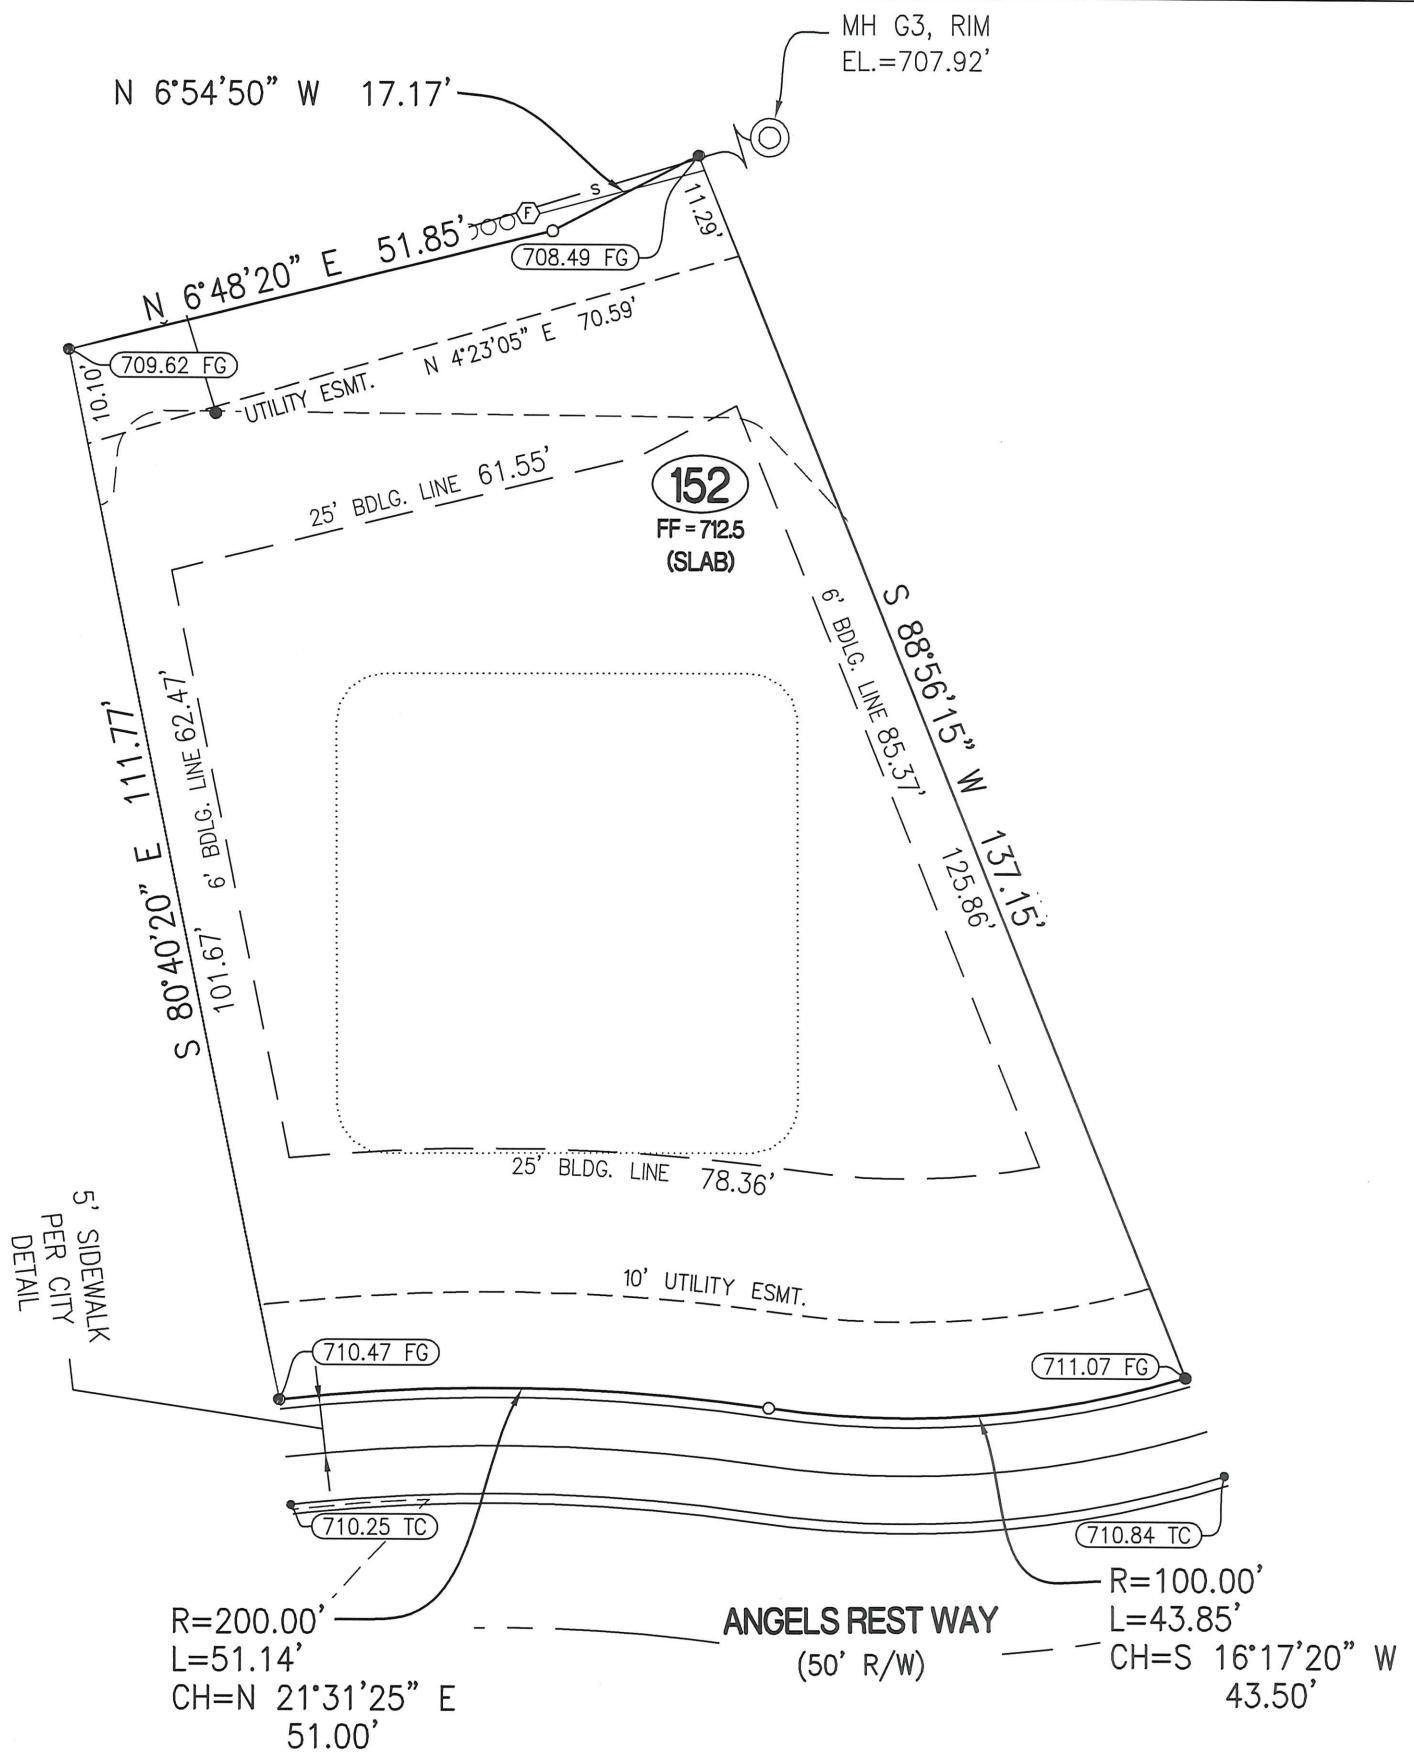 MH G3, RIM
EL.=707.92'
N 6°54'50" W 17.17'
S
F
11.29'
N 6°48'20" E 51.85'
708.49 FG
709.62 FG
10.10'
N 4°23'05" E 70.59'
UTILITY ESMT.
25' BDLG. LINE 61.55'
152
FF = 712.5
(SLAB)
6' BDLG. LINE 85.37'
S 88°56'15" W 137.15'
125.86'
S 80°40'20" E 111.77'
6' BDLG. LINE 62.47'
101.67'
25' BLDG. LINE 78.36'
5' SIDEWALK
PER CITY
DETAIL
10' UTILITY ESMT.
710.47 FG
711.07 FG
710.25 TC
710.84 TC
R=200.00'
L=51.14'
CH=N 21°31'25" E
51.00'
ANGELS REST WAY
(50' R/W)
R=100.00'
L=43.85'
CH=S 16°17'20" W
43.50'